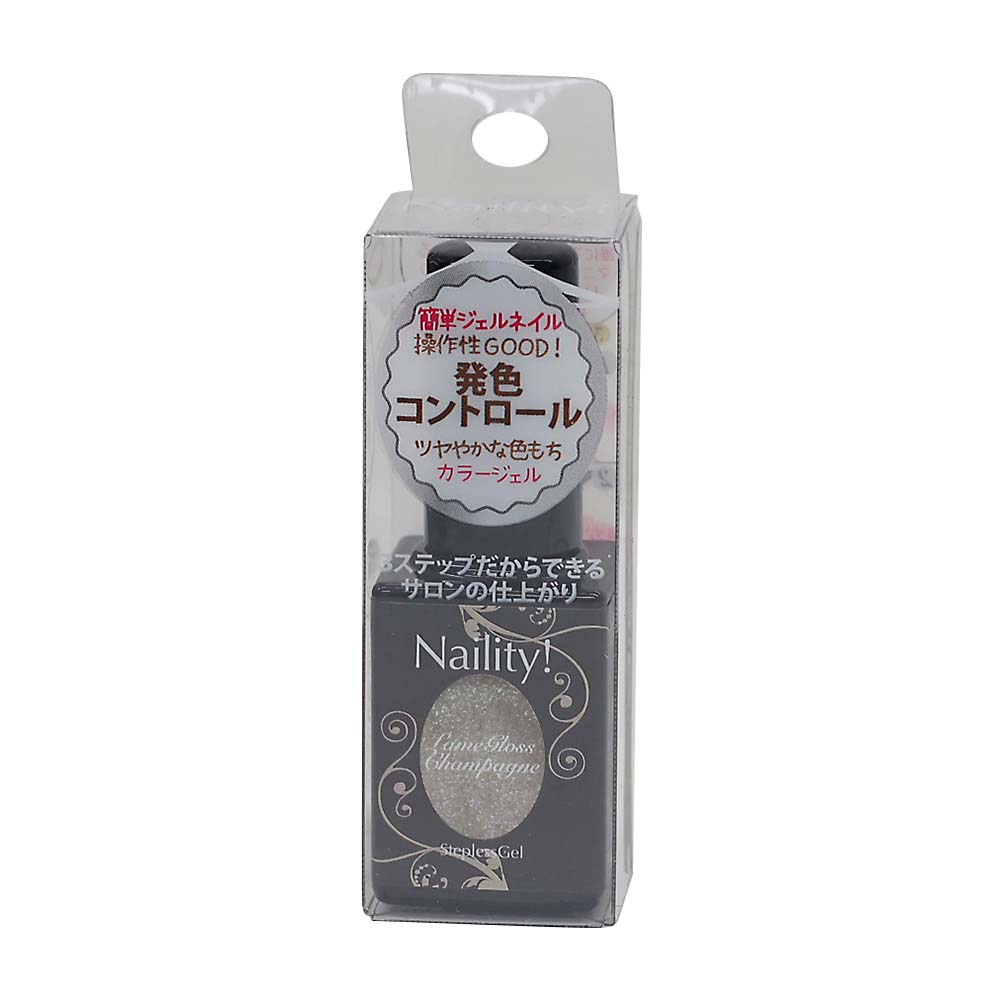 簡単ジェルネイル
操作性GOOD!
発色
コントロール
ツヤやかな色もち
カラージェル
3ステップだからできる
サロンの仕上がり
Naility!
Lame Gloss
Champagne
SteplessGel